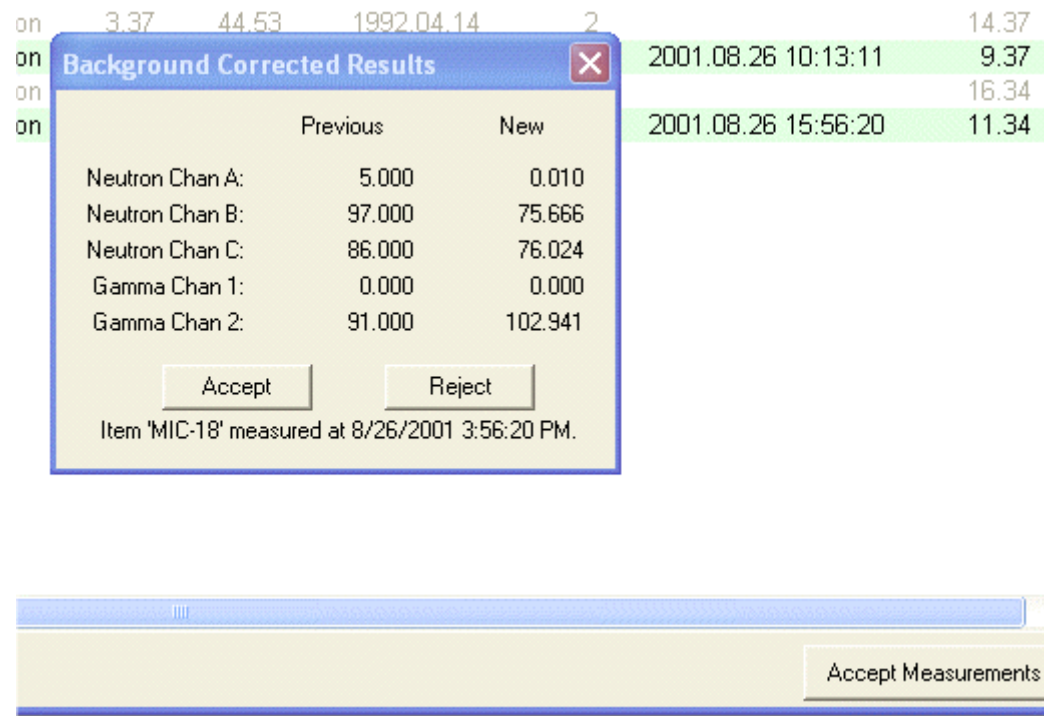 on 3.37 44.53 1992.04.14 2 14.37
on 2001.08.26 10:13:11 9.37
Background Corrected Results
on 16.34
on 2001.08.26 15:56:20 11.34
Previous New
Neutron Chan A: 5.000 0.010
Neutron Chan B: 97.000 75.666
Neutron Chan C: 86.000 76.024
Gamma Chan 1: 0.000 0.000
Gamma Chan 2: 91.000 102.941
Accept Reject
Item 'MIC-18' measured at 8/26/2001 3:56:20 PM.
Accept Measurements